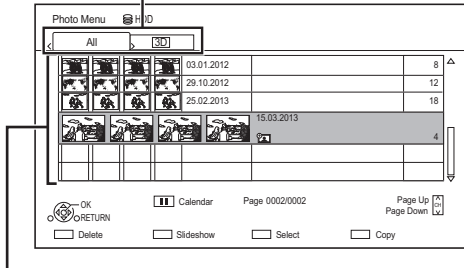 Photo Menu HDD
All 3D
03.01.2012 8
29.10.2012 12
25.02.2013 18
15.03.2013
4
OK
RETURN
Calendar Page 0002/0002 Page Up
Page Down
CH
Delete Slideshow Select Copy